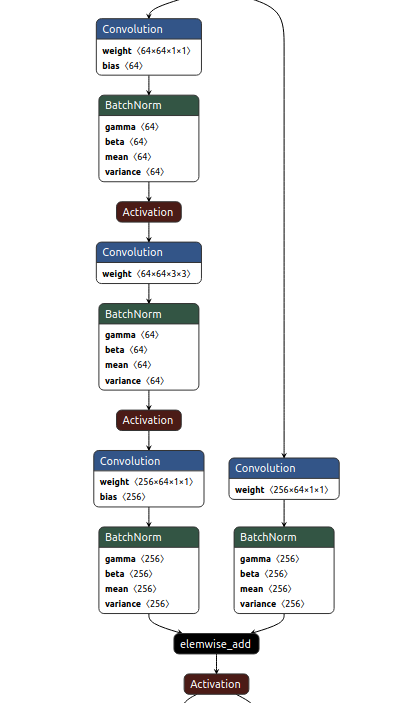 Convolution
weight ⟨64×64×1×1⟩
bias ⟨64⟩
BatchNorm
gamma ⟨64⟩
beta ⟨64⟩
mean ⟨64⟩
variance ⟨64⟩
Activation
Convolution
weight ⟨64×64×3×3⟩
BatchNorm
gamma ⟨64⟩
beta ⟨64⟩
mean ⟨64⟩
variance ⟨64⟩
Activation
Convolution
weight ⟨256×64×1×1⟩
bias ⟨256⟩
BatchNorm
gamma ⟨256⟩
beta ⟨256⟩
mean ⟨256⟩
variance ⟨256⟩
Convolution
weight ⟨256×64×1×1⟩
BatchNorm
gamma ⟨256⟩
beta ⟨256⟩
mean ⟨256⟩
variance ⟨256⟩
elemwise_add
Activation